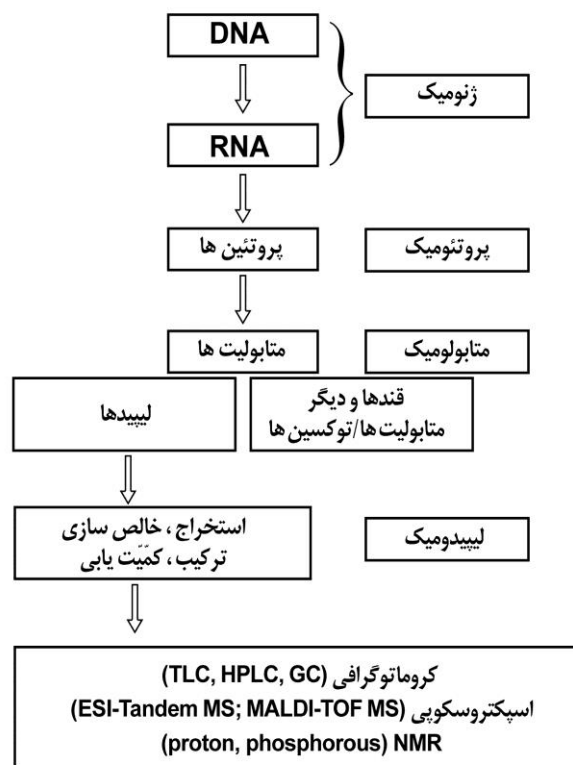 DNA
ژنومیک
RNA
پروتئین ها
پروتئومیک
متابولیت ها
متابولومیک
لیپیدها
قندها و دیگر
متابولیت ها/توکسین ها
استخراج ، خالص سازی
ترکیب ، کمّیّت یابی
لیپیدومیک
کروماتوگرافی (TLC, HPLC, GC)
اسپکتروسکوپی (ESI-Tandem MS; MALDI-TOF MS)
(proton, phosphorous) NMR